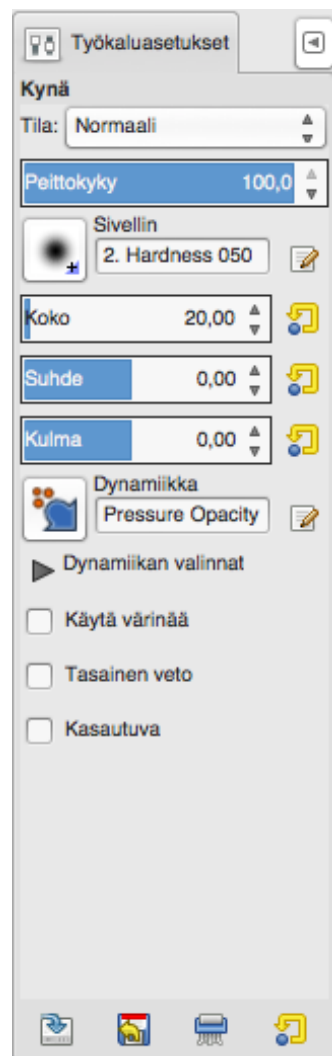 Työkaluasetukset
Kynä
Tila: Normaali
Peittokyky 100,0
Sivellin
2. Hardness 050
Koko 20,00
Suhde 0,00
Kulma 0,00
Dynamiikka
Pressure Opacity
Dynamiikan valinnat
Käytä värinää
Tasainen veto
Kasautuva